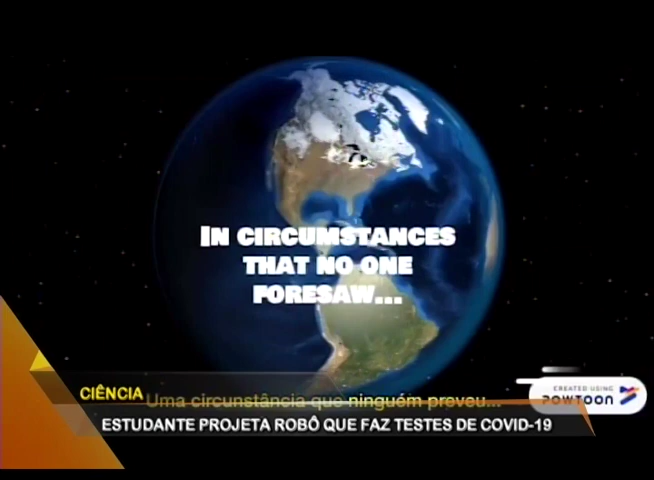 IN CIRCUMSTANCES
THAT NO ONE
FORESAW...
CIÊNCIA
Uma circunstância que ninguém preveu...
CREATED USING
POWTOON
ESTUDANTE PROJETA ROBÔ QUE FAZ TESTES DE COVID-19